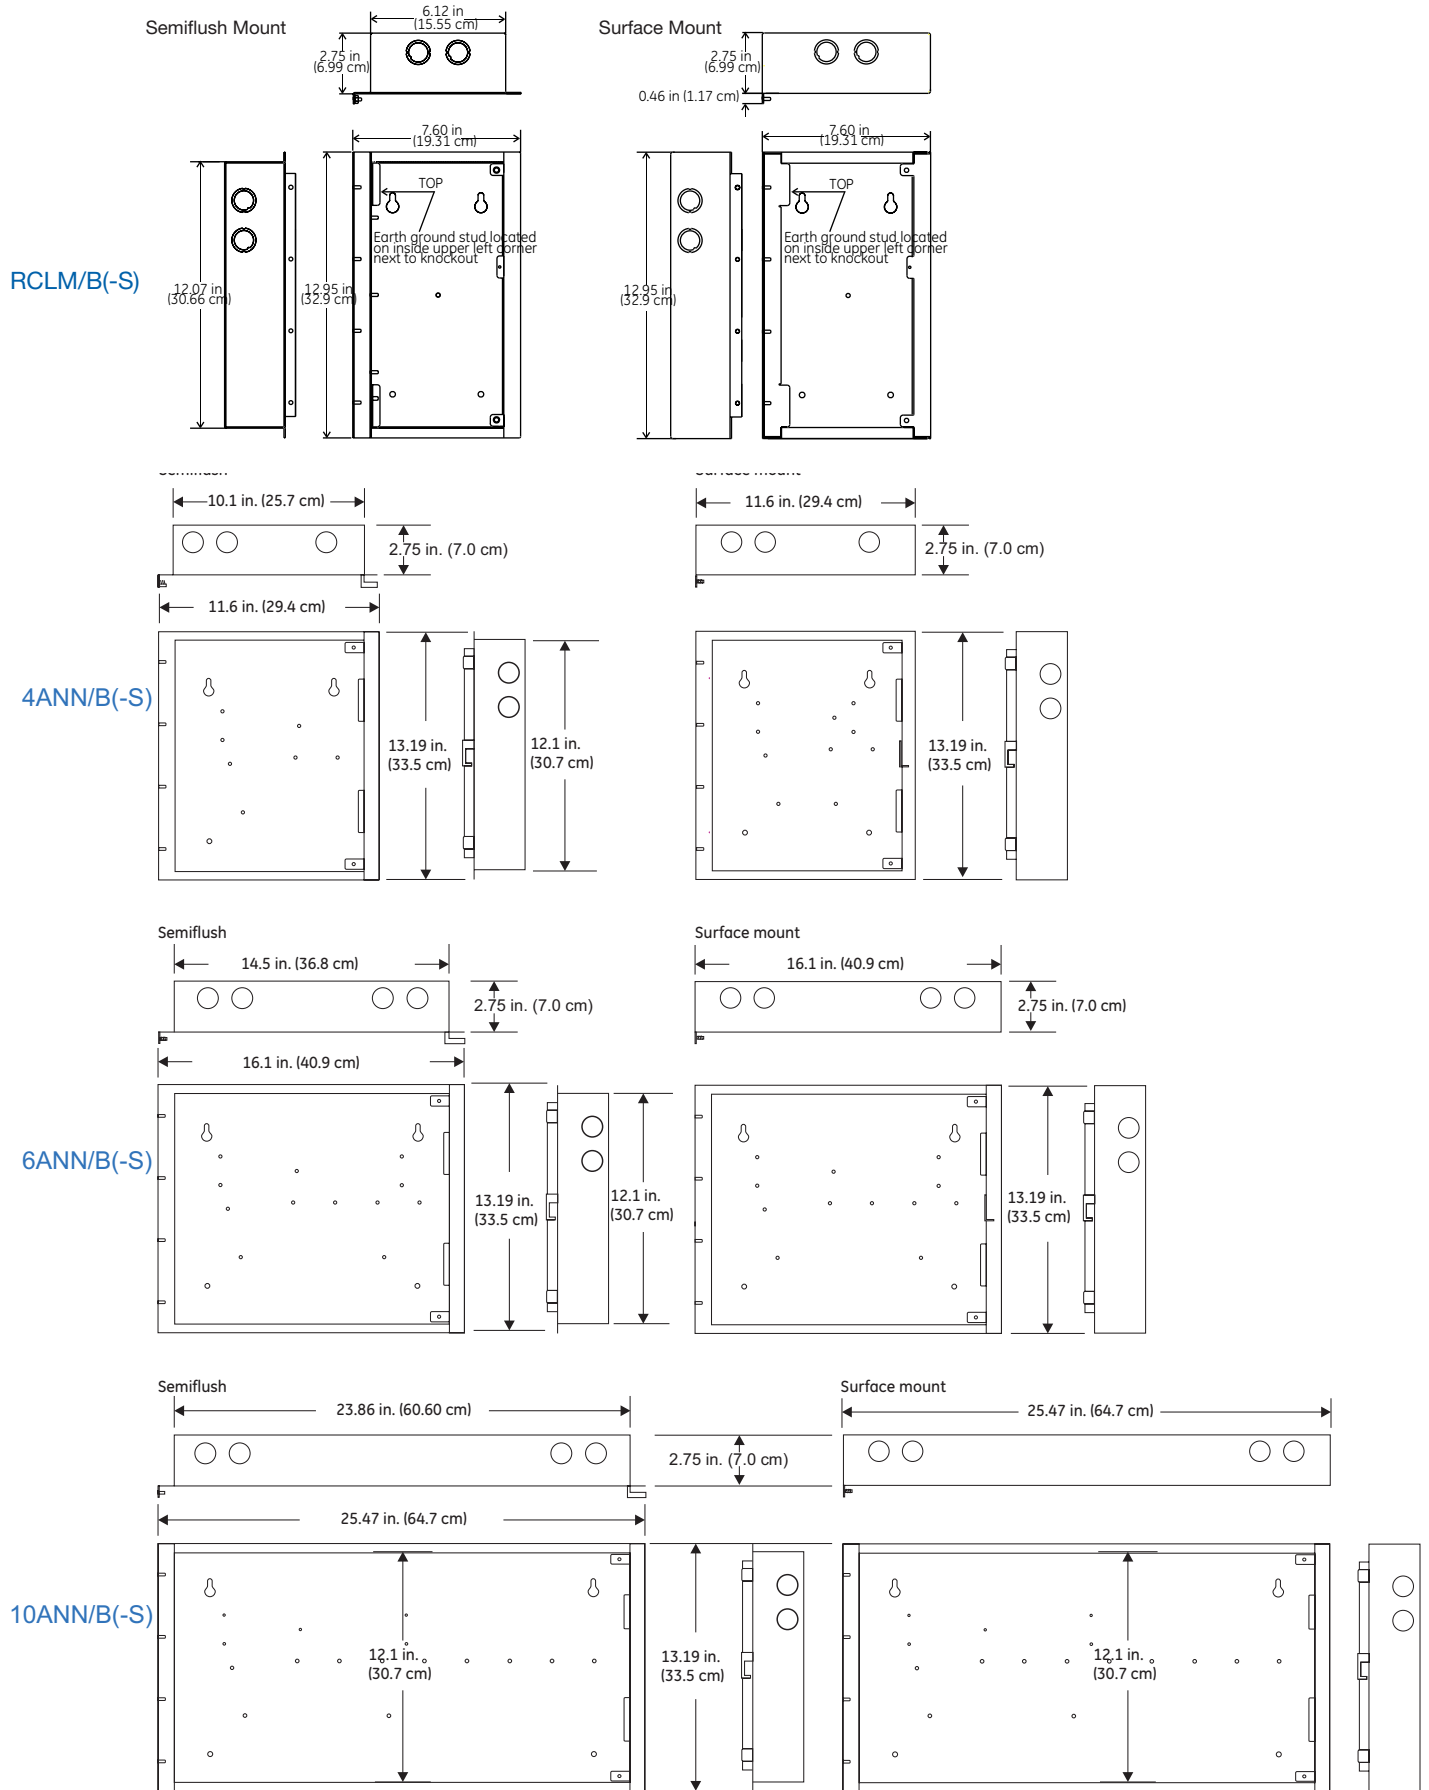 Semiflush Mount
6.12 in
(15.55 cm)
2.75 in
(6.99 cm)
Surface Mount
2.75 in
(6.99 cm)
0.46 in (1.17 cm)
RCLM/B(-S)
12.07 in
(30.66 cm)
7.60 in
(19.31 cm)
12.95 in
(32.9 cm)
TOP
Earth ground stud located
on inside upper left corner
next to knockout
12.95 in
(32.9 cm)
7.60 in
(19.31 cm)
TOP
Earth ground stud located
on inside upper left corner
next to knockout
Semiflush
10.1 in. (25.7 cm)
2.75 in. (7.0 cm)
11.6 in. (29.4 cm)
Surface mount
11.6 in. (29.4 cm)
2.75 in. (7.0 cm)
4ANN/B(-S)
13.19 in.
(33.5 cm)
12.1 in.
(30.7 cm)
13.19 in.
(33.5 cm)
Semiflush
14.5 in. (36.8 cm)
2.75 in. (7.0 cm)
16.1 in. (40.9 cm)
Surface mount
16.1 in. (40.9 cm)
2.75 in. (7.0 cm)
6ANN/B(-S)
13.19 in.
(33.5 cm)
12.1 in.
(30.7 cm)
13.19 in.
(33.5 cm)
Semiflush
23.86 in. (60.60 cm)
2.75 in. (7.0 cm)
25.47 in. (64.7 cm)
Surface mount
25.47 in. (64.7 cm)
10ANN/B(-S)
12.1 in.
(30.7 cm)
13.19 in.
(33.5 cm)
12.1 in.
(30.7 cm)